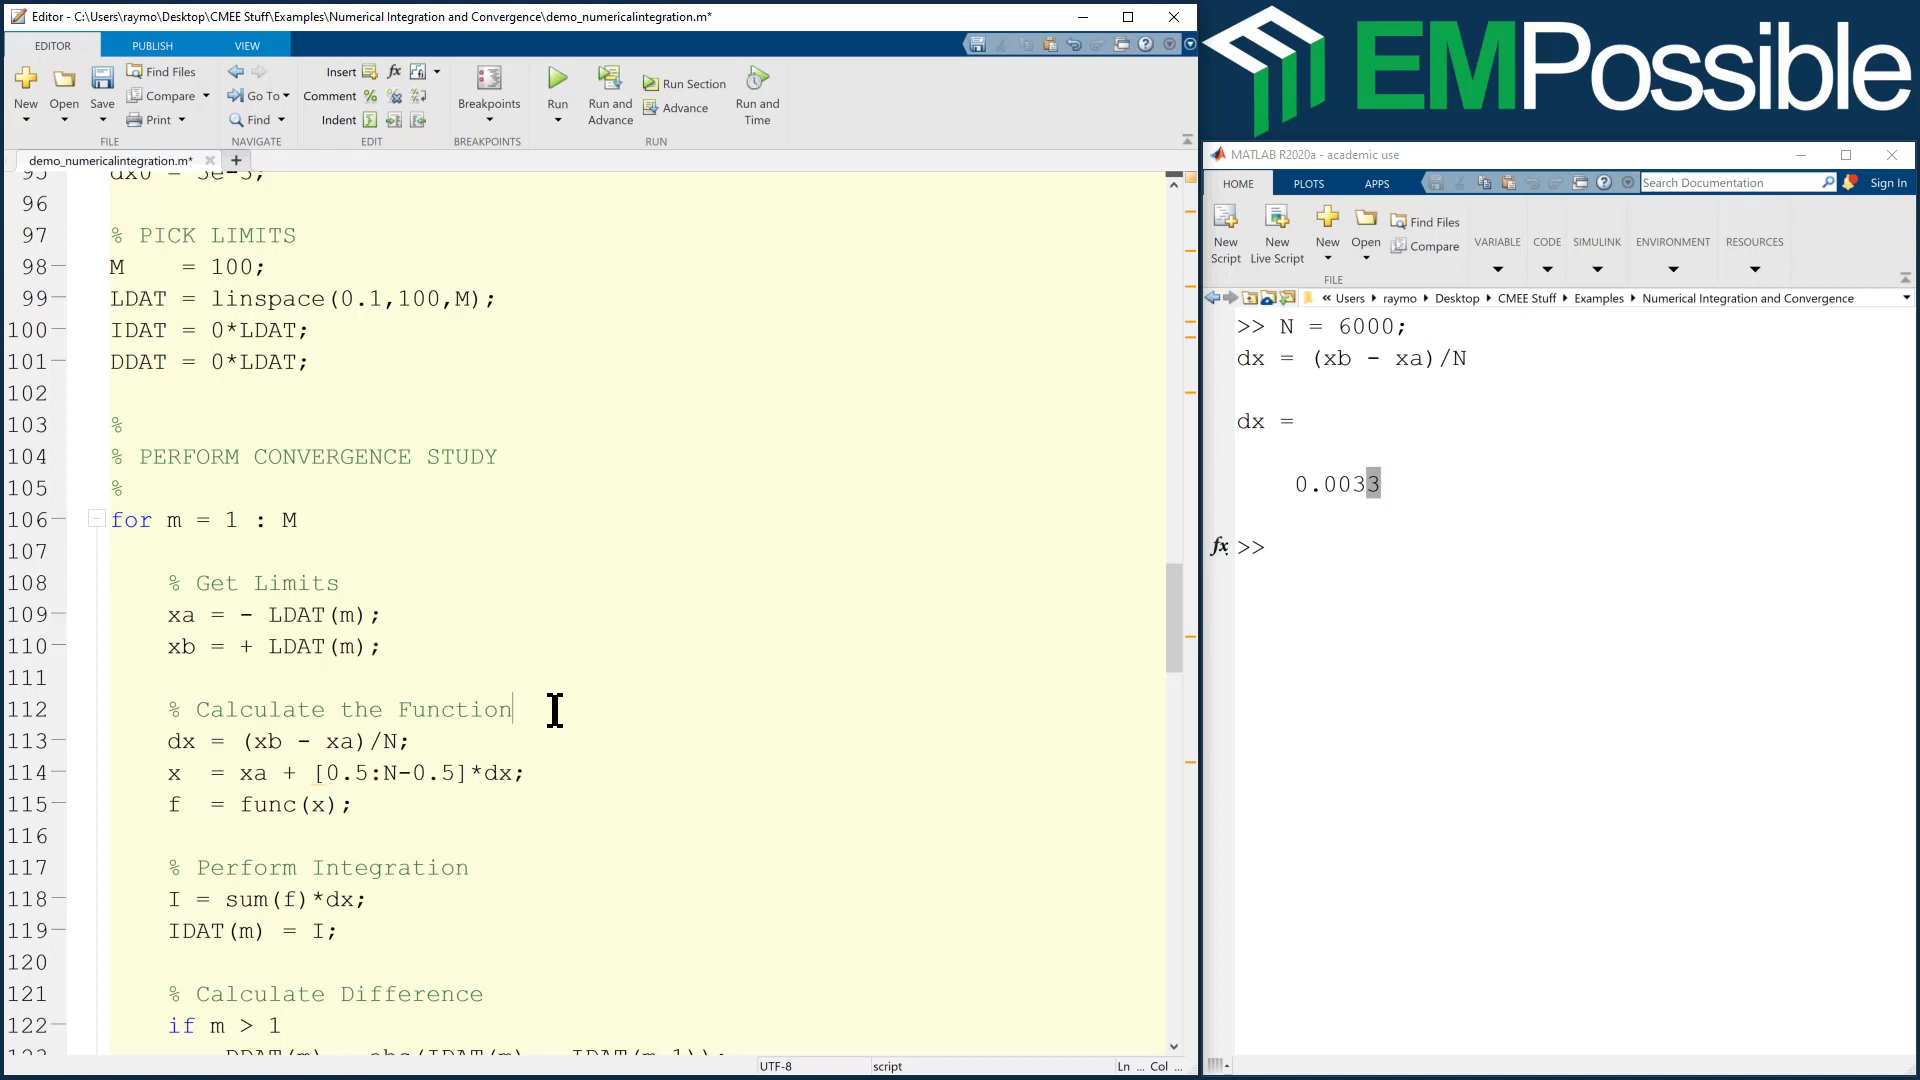 Editor - C:\Users\raymo\Desktop\CMEE Stuff\Examples\Numerical Integration and Convergence\demo_numericalintegration.m*
EDITOR PUBLISH VIEW
New Open Save
Find Files
Compare
Print
FILE
Go To
Find
NAVIGATE
Insert fx
Comment
Indent
EDIT
Breakpoints
BREAKPOINTS
Run
Run and Advance
Run Section
Advance
Run and Time
RUN
demo_numericalintegration.m*
95 dx0 = 5e-3;
96
97 % PICK LIMITS
98 M    = 100;
99 LDAT = linspace(0.1,100,M);
100 IDAT = 0*LDAT;
101 DDAT = 0*LDAT;
102
103 %
104 % PERFORM CONVERGENCE STUDY
105 %
106 for m = 1 : M
107
108     % Get Limits
109     xa = - LDAT(m);
110     xb = + LDAT(m);
111
112     % Calculate the Function
113     dx = (xb - xa)/N;
114     x  = xa + [0.5:N-0.5]*dx;
115     f  = func(x);
116
117     % Perform Integration
118     I = sum(f)*dx;
119     IDAT(m) = I;
120
121     % Calculate Difference
122     if m > 1
123         DDAT(m) = abs(IDAT(m) - IDAT(m-1));
UTF-8 script Ln ... Col ...
EMPossible
MATLAB R2020a - academic use
HOME PLOTS APPS
Search Documentation
Sign In
New Script
New Live Script
New
Open
Find Files
Compare
FILE
VARIABLE CODE SIMULINK ENVIRONMENT RESOURCES
« Users raymo Desktop CMEE Stuff Examples Numerical Integration and Convergence
>> N = 6000;
dx = (xb - xa)/N
dx =
0.0033
fx >>